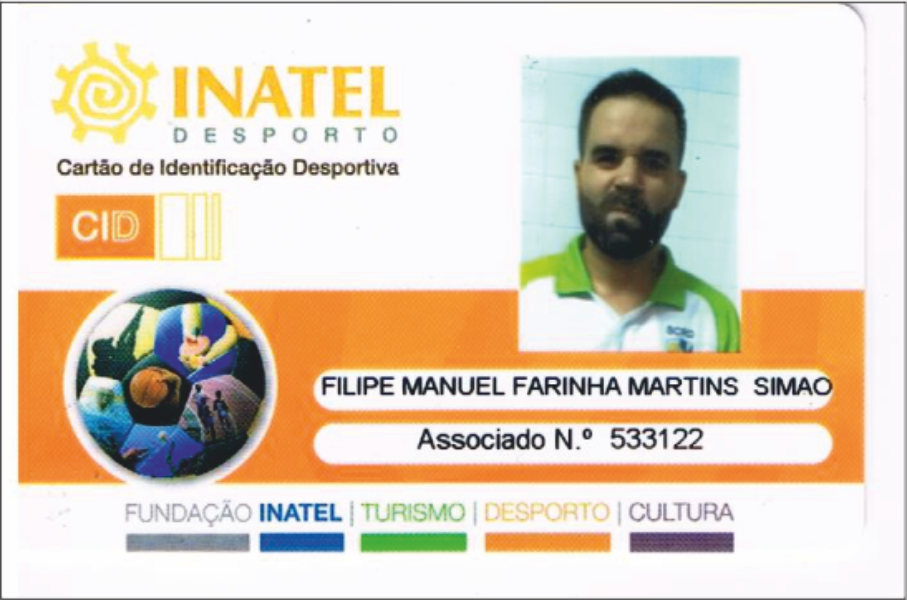 INATEL
DESPORTO
Cartão de Identificação Desportiva
CID
FILIPE MANUEL FARINHA MARTINS SIMAO
Associado N.º 533122
FUNDAÇÃO INATEL | TURISMO | DESPORTO | CULTURA